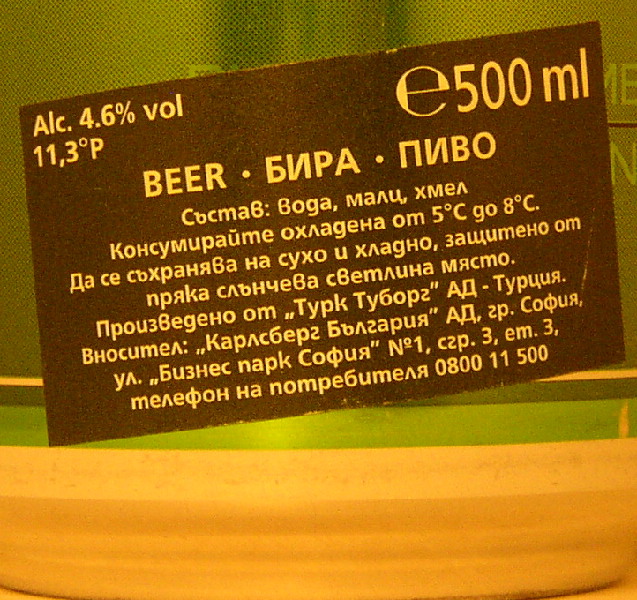 Alc. 4.6% vol
℮500 ml
11,3°P
BEER · БИРА · ПИВО
Състав: вода, малц, хмел
Консумирайте охладена от 5°C до 8°C.
Да се съхранява на сухо и хладно, защитено от
пряка слънчева светлина място.
Произведено от „Турк Туборг” АД - Турция.
Вносител: „Карлсберг България” АД, гр. София,
ул. „Бизнес парк София” №1, сгр. 3, ет. 3,
телефон на потребителя 0800 11 500